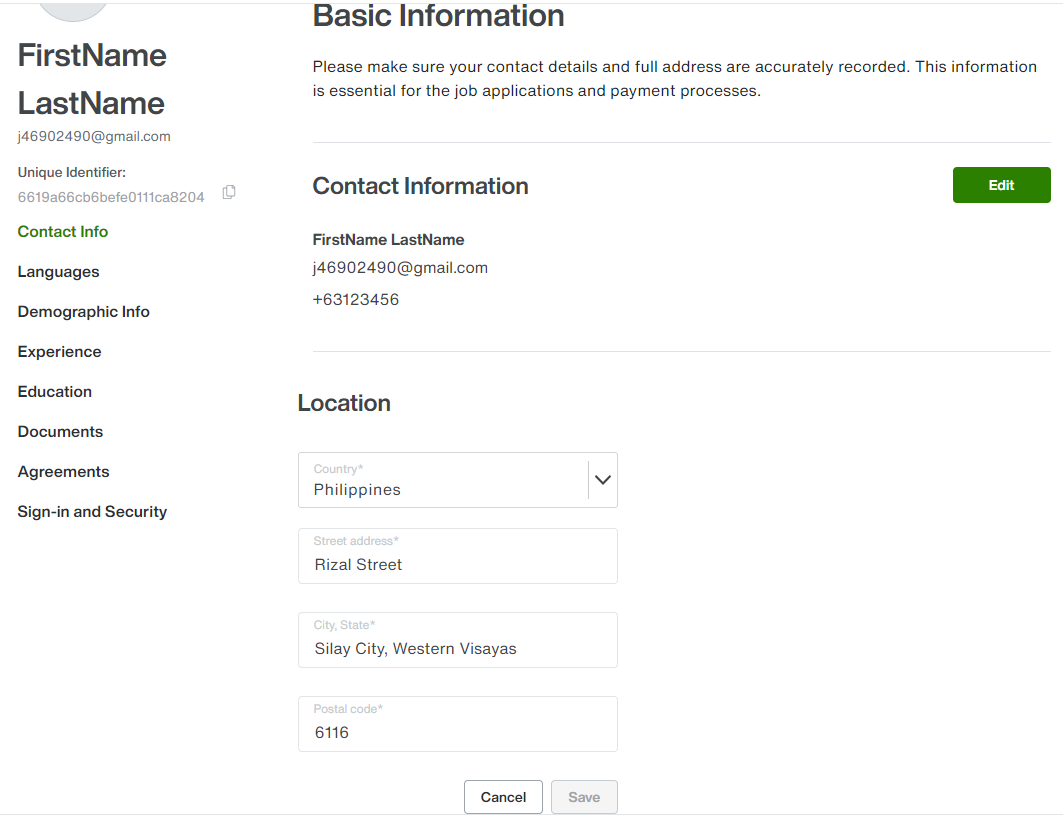 FirstName
LastName
j46902490@gmail.com
Unique Identifier:
6619a66cb6befe0111ca8204
Contact Info
Languages
Demographic Info
Experience
Education
Documents
Agreements
Sign-in and Security
Basic Information
Please make sure your contact details and full address are accurately recorded. This information
is essential for the job applications and payment processes.
Contact Information
Edit
FirstName LastName
j46902490@gmail.com
+63123456
Location
Country*
Philippines
Street address*
Rizal Street
City, State*
Silay City, Western Visayas
Postal code*
6116
Cancel
Save